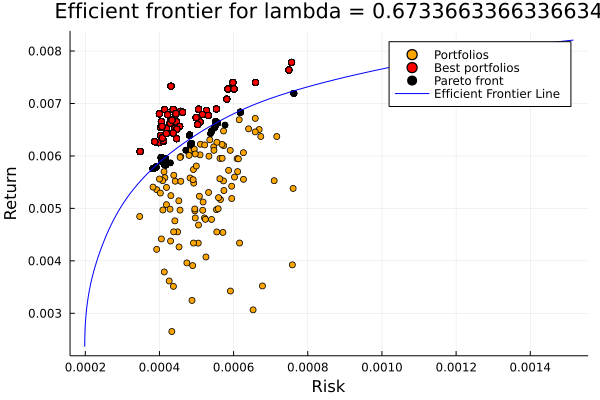 Efficient frontier for lambda = 0.6733663366336634
Return
0.008
0.007
0.006
0.005
0.004
0.003
Portfolios
Best portfolios
Pareto front
Efficient Frontier Line
0.0002 0.0004 0.0006 0.0008 0.0010 0.0012 0.0014
Risk